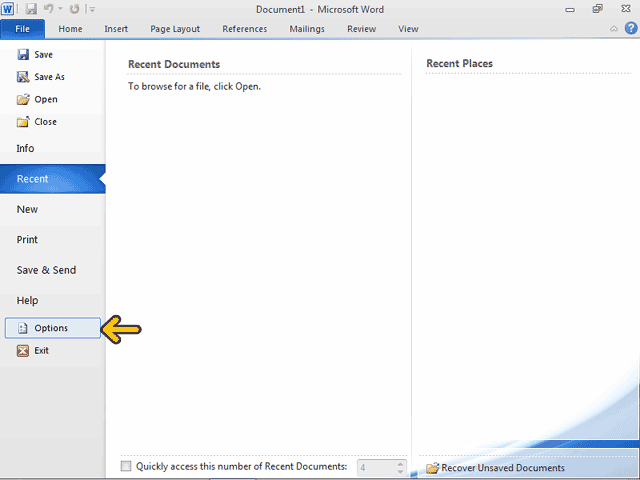 Document1 - Microsoft Word
File Home Insert Page Layout References Mailings Review View
Save
Save As
Open
Close
Info
Recent
New
Print
Save & Send
Help
Options
Exit
Recent Documents
To browse for a file, click Open.
Quickly access this number of Recent Documents: 4
Recent Places
Recover Unsaved Documents